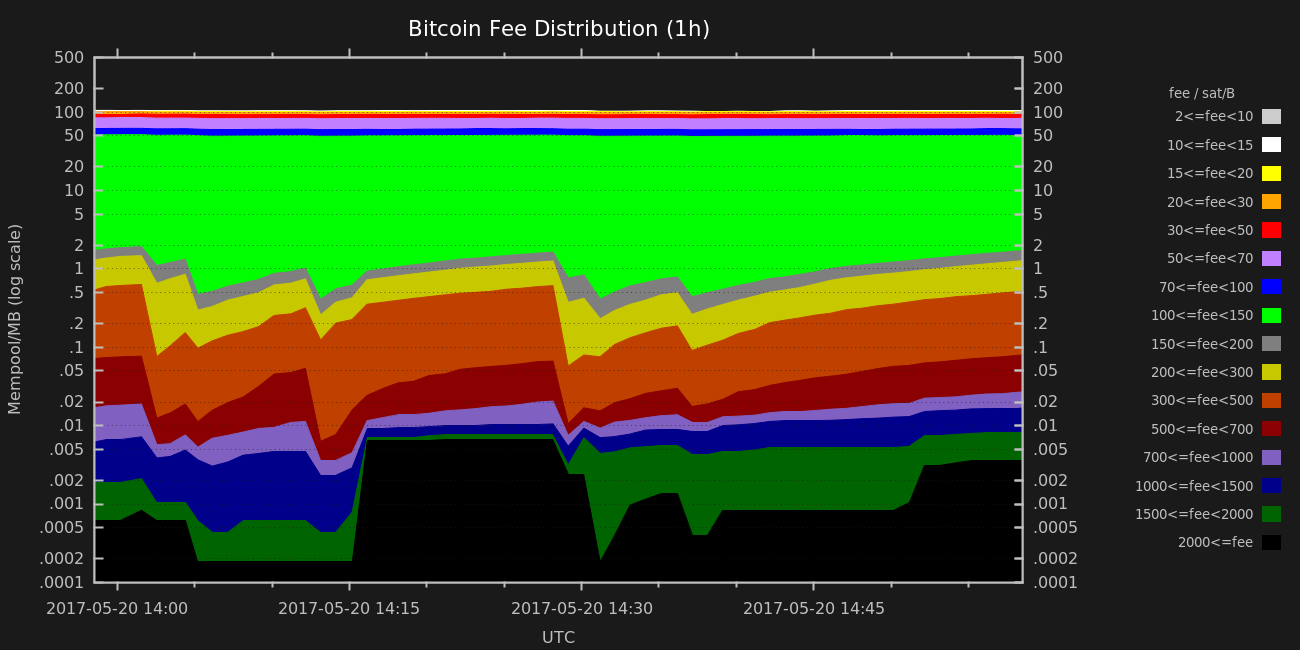 Bitcoin Fee Distribution (1h)
Mempool/MB (log scale)
500
200
100
50
20
10
5
2
1
.5
.2
.1
.05
.02
.01
.005
.002
.001
.0005
.0002
.0001
500
200
100
50
20
10
5
2
1
.5
.2
.1
.05
.02
.01
.005
.002
.001
.0005
.0002
.0001
2017-05-20 14:00
2017-05-20 14:15
2017-05-20 14:30
2017-05-20 14:45
UTC
fee / sat/B
2<=fee<10
10<=fee<15
15<=fee<20
20<=fee<30
30<=fee<50
50<=fee<70
70<=fee<100
100<=fee<150
150<=fee<200
200<=fee<300
300<=fee<500
500<=fee<700
700<=fee<1000
1000<=fee<1500
1500<=fee<2000
2000<=fee